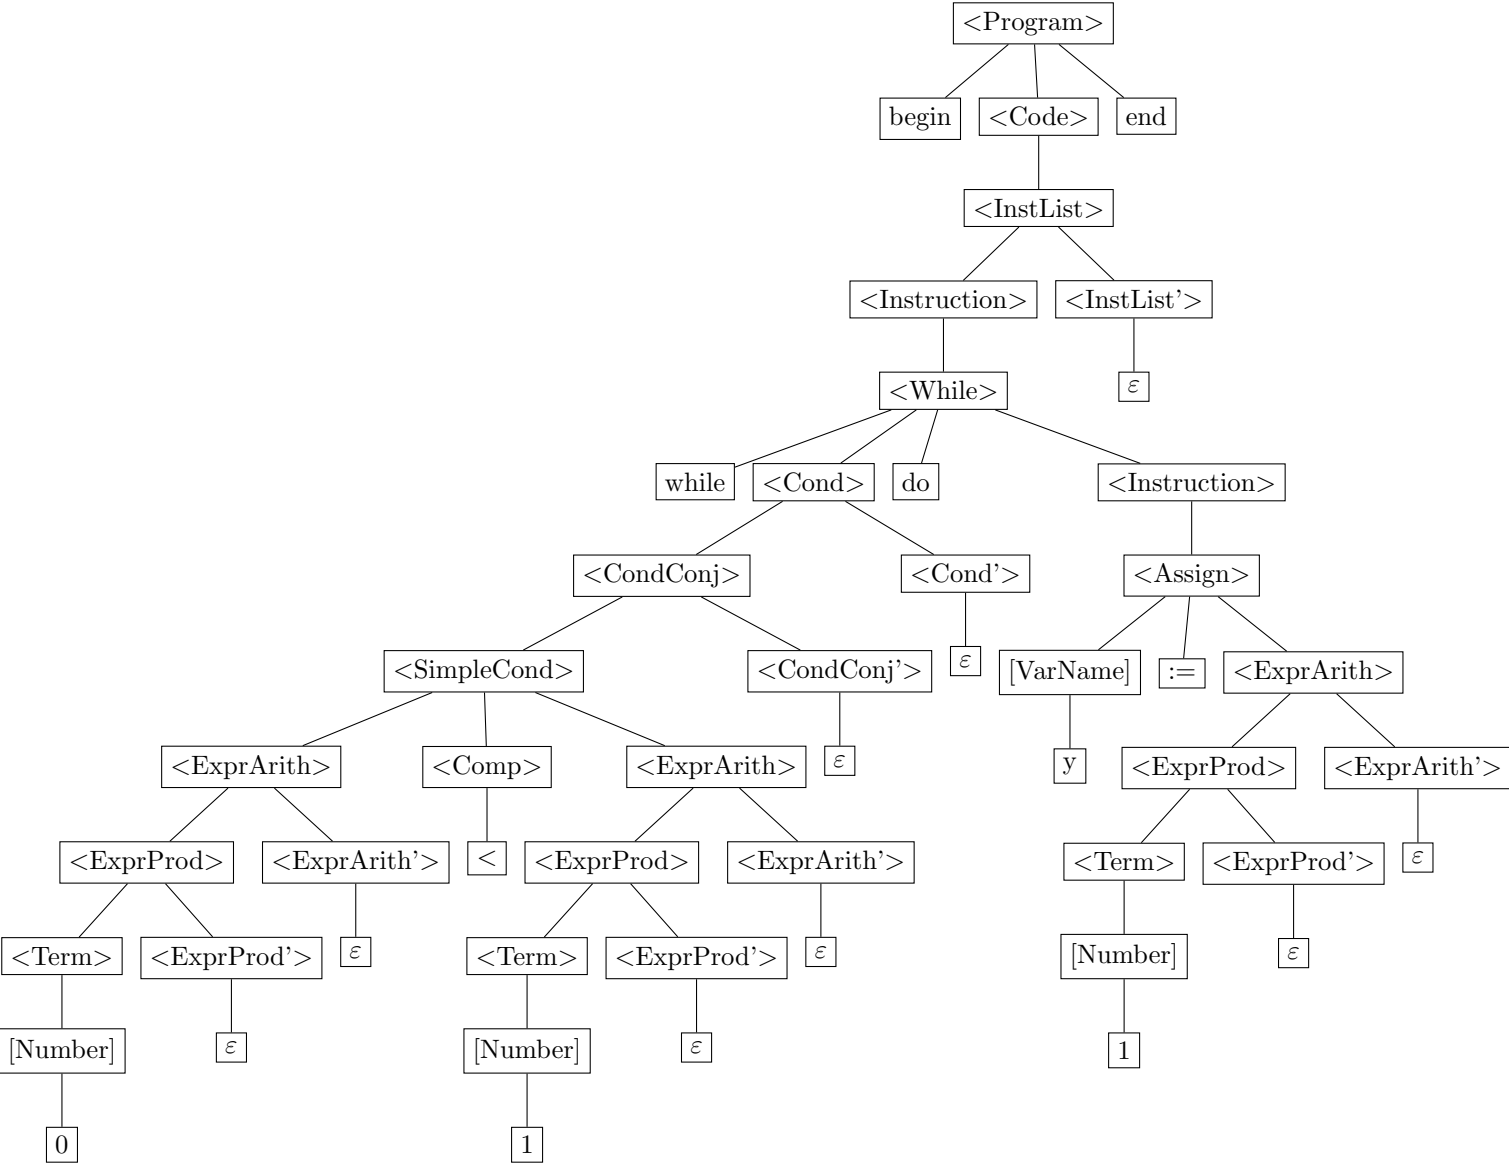 <Program>
begin <Code> end
<InstList>
<Instruction> <InstList'>
<While> ε
while <Cond> do <Instruction>
<CondConj> <Cond'> <Assign>
<SimpleCond> <CondConj'> ε [VarName] := <ExprArith>
<ExprArith> <Comp> <ExprArith> ε y <ExprProd> <ExprArith'>
<ExprProd> <ExprArith'> < <ExprProd> <ExprArith'> <Term> <ExprProd'> ε
<Term> <ExprProd'> ε <Term> <ExprProd'> ε [Number] ε
[Number] ε [Number] ε 1
0 1